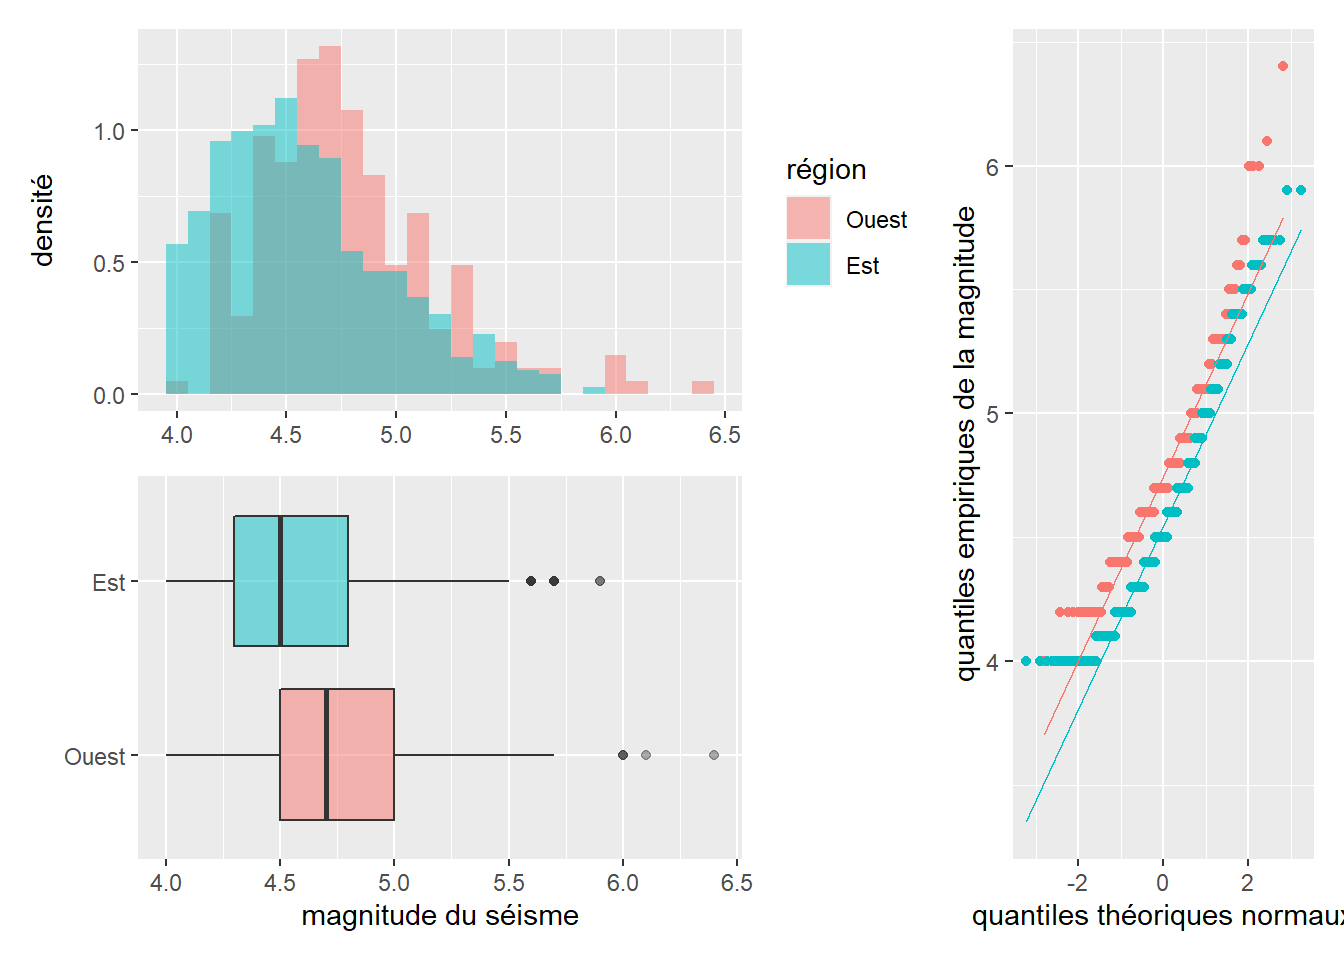 densité
1.0
0.5
0.0
4.0 4.5 5.0 5.5 6.0 6.5
région
Ouest
Est
Est
Ouest
4.0 4.5 5.0 5.5 6.0 6.5
magnitude du séisme
quantiles empiriques de la magnitude
6
5
4
-2 0 2
quantiles théoriques normaux